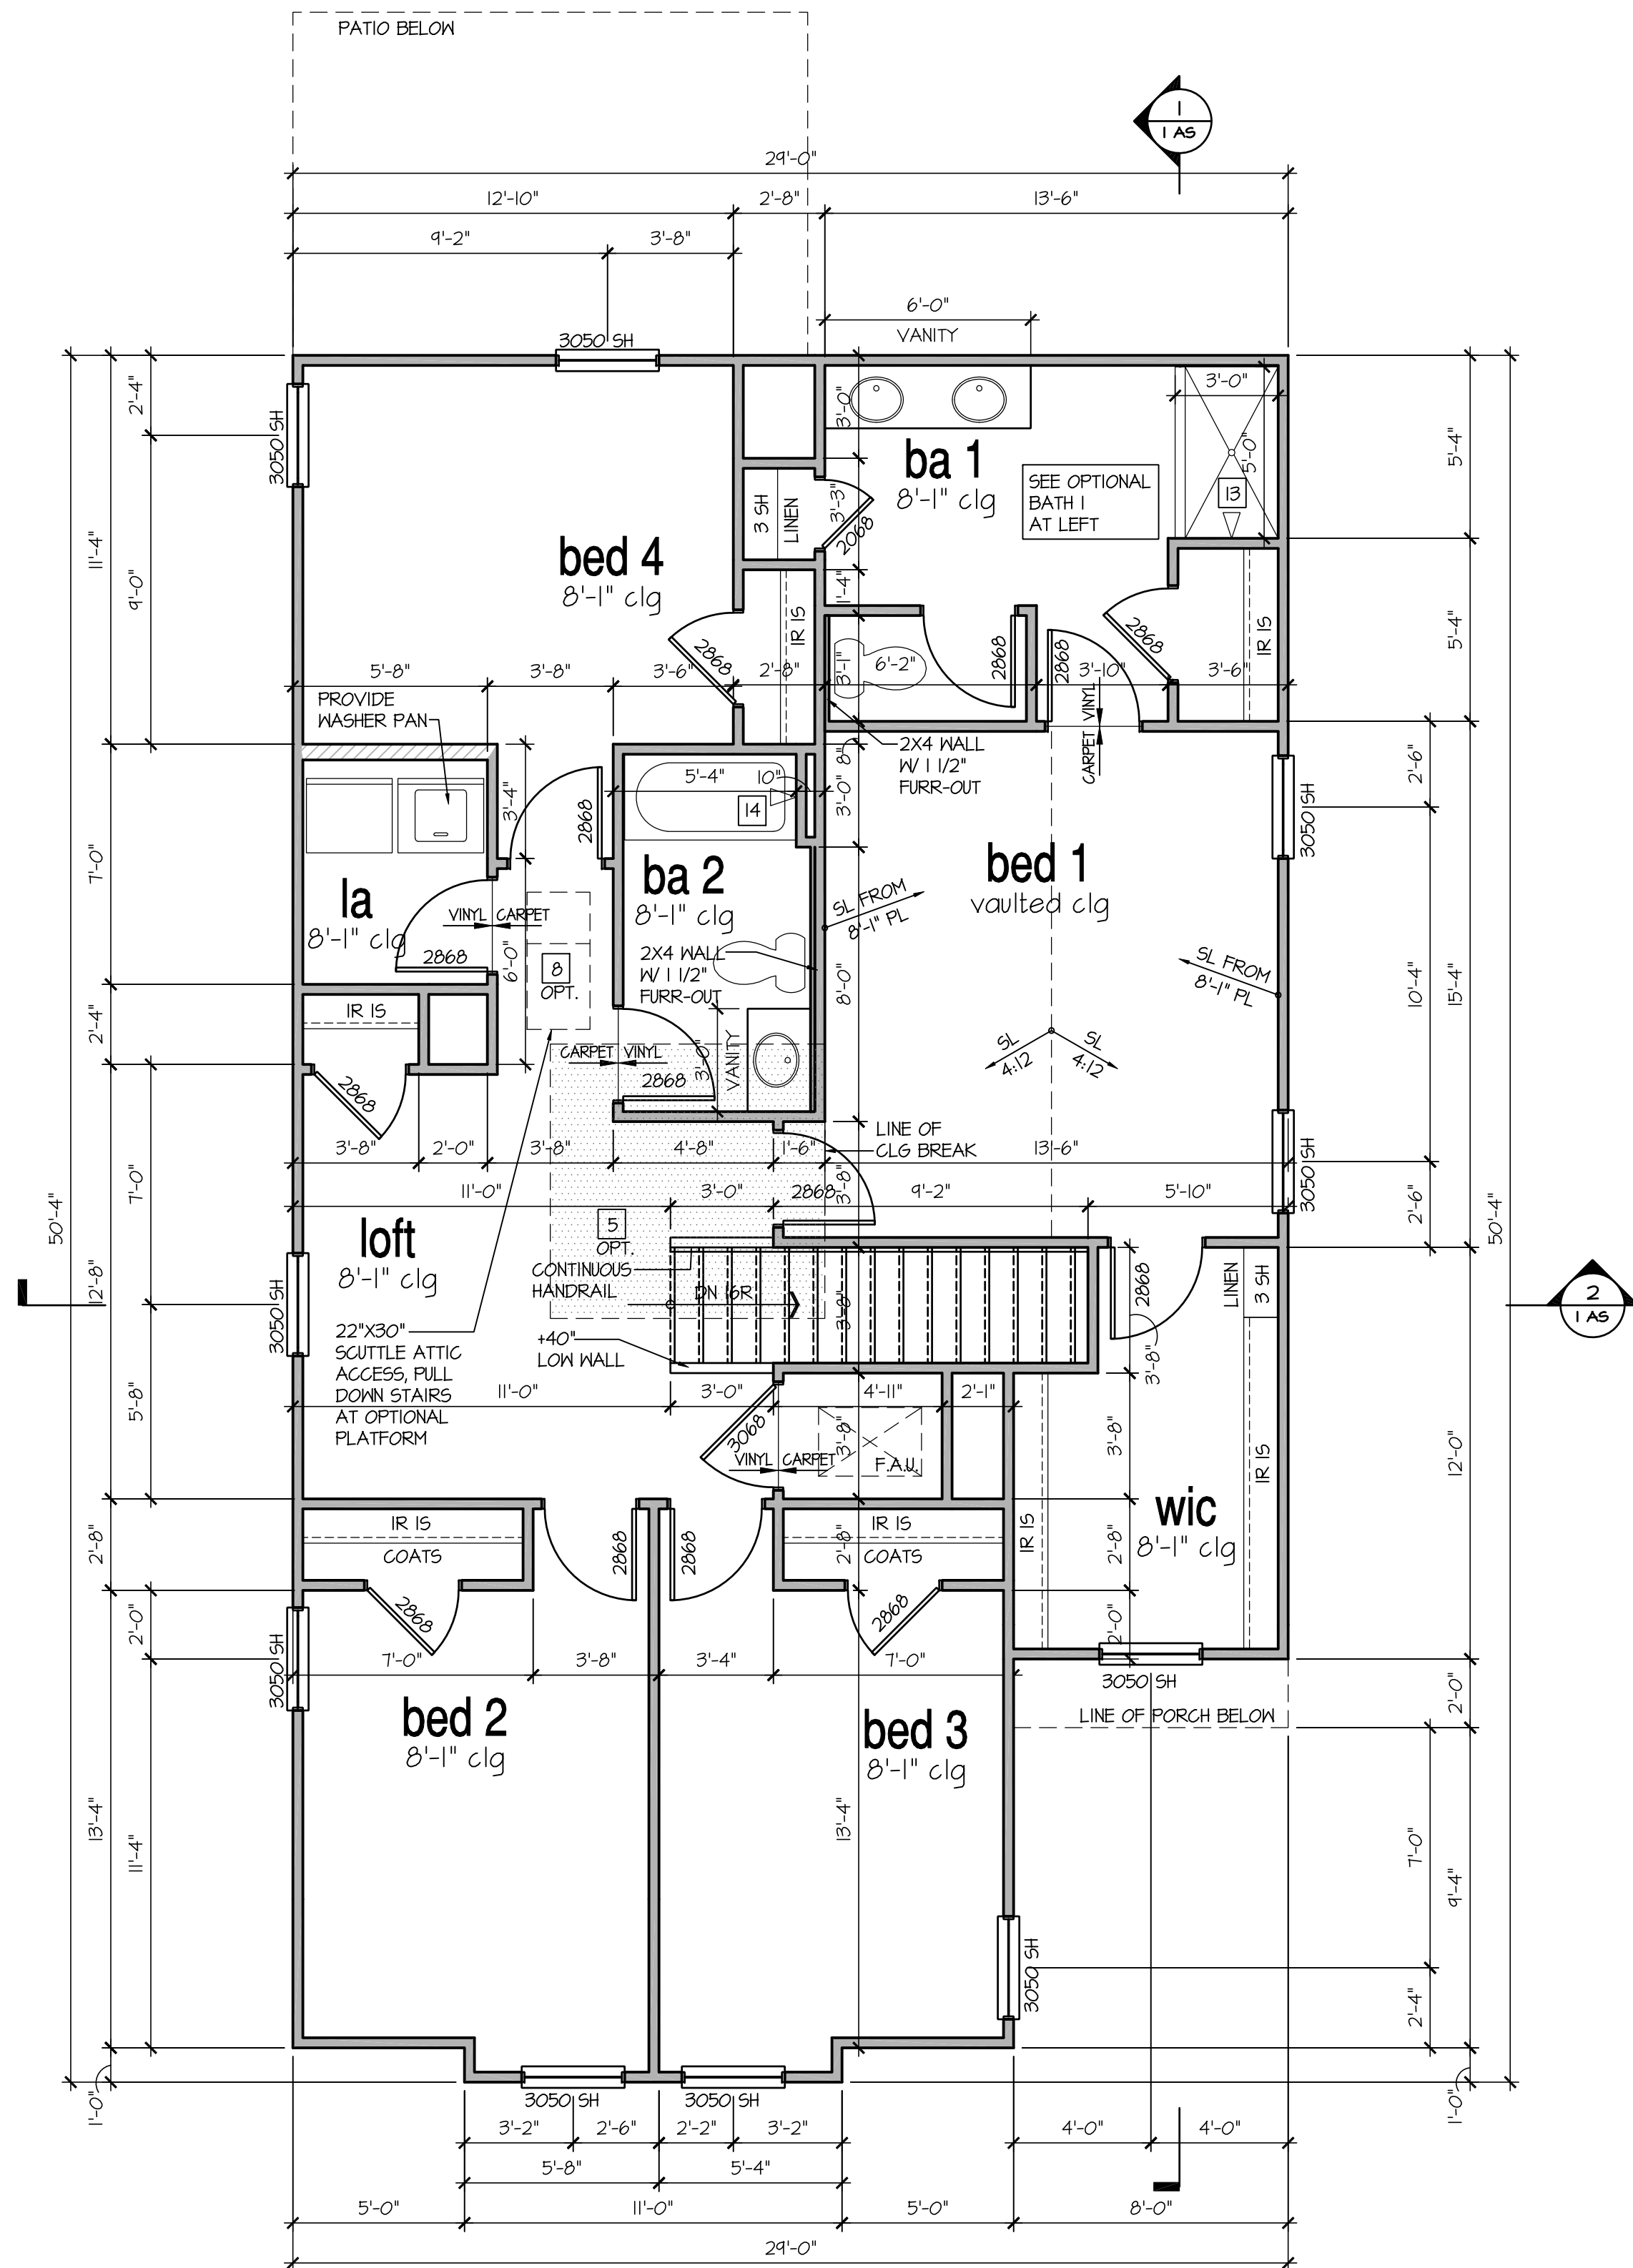 PATIO BELOW
1
1 AS
29'-0"
12'-10"
2'-8"
13'-6"
9'-2"
3'-8"
6'-0"
VANITY
3050 SH
3'-0"
3'-0"
2'-4"
3050 SH
5'-4"
ba 1
8'-1" clg
5'-0"
SEE OPTIONAL
BATH 1
AT LEFT
13
3 SH
LINEN
3'-3"
2068
bed 4
8'-1" clg
11'-4"
9'-0"
1'-4"
IR IS
2868
2868
2868
2868
IR IS
5'-4"
5'-8"
3'-8"
3'-6"
2'-8"
3'-1"
6'-2"
3'-10"
3'-6"
PROVIDE
WASHER PAN
CARPET
VINYL
2X4 WALL
W/ 1 1/2"
FURR-OUT
8"
2'-6"
5'-4"
10"
14
3'-0"
3'-4"
2868
3050 SH
7'-0"
la
8'-1" clg
ba 2
8'-1" clg
bed 1
vaulted clg
VINYL
CARPET
2868
6'-0"
8
OPT.
2X4 WALL
W/ 1 1/2"
FURR-OUT
SL FROM
8'-1" PL
SL FROM
8'-1" PL
8'-0"
10'-4"
15'-4"
IR IS
2'-4"
CARPET
VINYL
2868
3'-0"
VANITY
SL
4:12
SL
4:12
2868
LINE OF
CLG BREAK
3'-8"
2'-0"
3'-8"
4'-8"
1'-6"
13'-6"
3050 SH
7'-0"
11'-0"
3'-0"
2868
3'-8"
9'-2"
5'-10"
2'-6"
50'-4"
50'-4"
5
OPT.
loft
8'-1" clg
CONTINUOUS
HANDRAIL
DN 16R
3'-8"
2868
LINEN
3 SH
12'-8"
3050 SH
2
1 AS
22"X30"
SCUTTLE ATTIC
ACCESS, PULL
DOWN STAIRS
AT OPTIONAL
PLATFORM
+40"
LOW WALL
3'-8"
5'-8"
11'-0"
3'-0"
4'-11"
2'-1"
3068
3'-8"
3'-8"
VINYL
CARPET
F.A.U.
IR IS
12'-0"
wic
8'-1" clg
IR IS
IR IS
COATS
2868
2868
IR IS
COATS
2'-8"
2'-8"
2'-8"
2868
2868
2'-0"
2'-0"
3050 SH
7'-0"
3'-8"
3'-4"
7'-0"
3050 SH
bed 2
8'-1" clg
bed 3
8'-1" clg
LINE OF PORCH BELOW
2'-0"
13'-4"
11'-4"
13'-4"
7'-0"
9'-4"
3050 SH
2'-4"
1'-0"
1'-0"
3050 SH
3050 SH
3'-2"
2'-6"
2'-2"
3'-2"
4'-0"
4'-0"
5'-8"
5'-4"
5'-0"
11'-0"
5'-0"
8'-0"
29'-0"